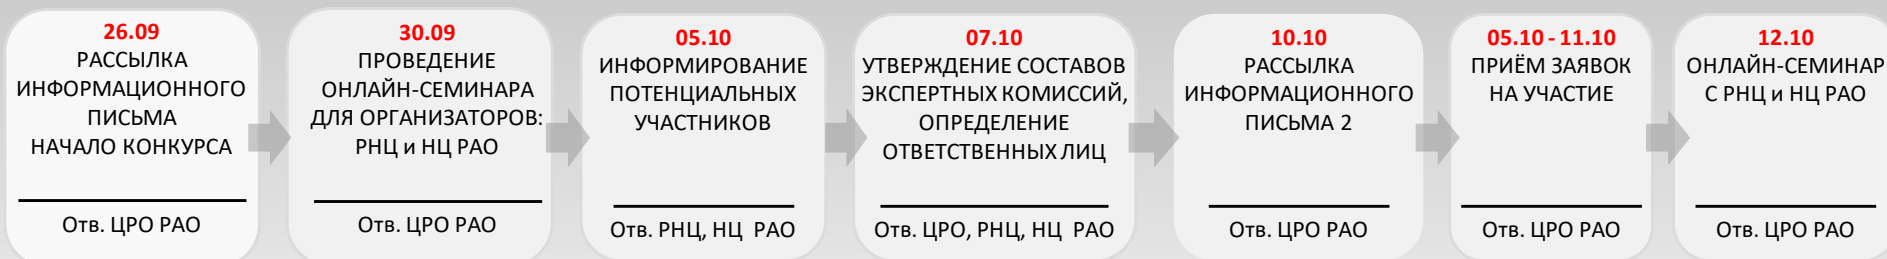 26.09
РАССЫЛКА
ИНФОРМАЦИОННОГО
ПИСЬМА
НАЧАЛО КОНКУРСА
Отв. ЦРО РАО
30.09
ПРОВЕДЕНИЕ
ОНЛАЙН-СЕМИНАРА
ДЛЯ ОРГАНИЗАТОРОВ:
РНЦ и НЦ РАО
Отв. ЦРО РАО
05.10
ИНФОРМИРОВАНИЕ
ПОТЕНЦИАЛЬНЫХ
УЧАСТНИКОВ
Отв. РНЦ, НЦ РАО
07.10
УТВЕРЖДЕНИЕ СОСТАВОВ
ЭКСПЕРТНЫХ КОМИССИЙ,
ОПРЕДЕЛЕНИЕ
ОТВЕТСТВЕННЫХ ЛИЦ
Отв. ЦРО, РНЦ, НЦ РАО
10.10
РАССЫЛКА
ИНФОРМАЦИОННОГО
ПИСЬМА 2
Отв. ЦРО РАО
05.10 - 11.10
ПРИЁМ ЗАЯВОК
НА УЧАСТИЕ
Отв. ЦРО РАО
12.10
ОНЛАЙН-СЕМИНАР
С РНЦ и НЦ РАО
Отв. ЦРО РАО